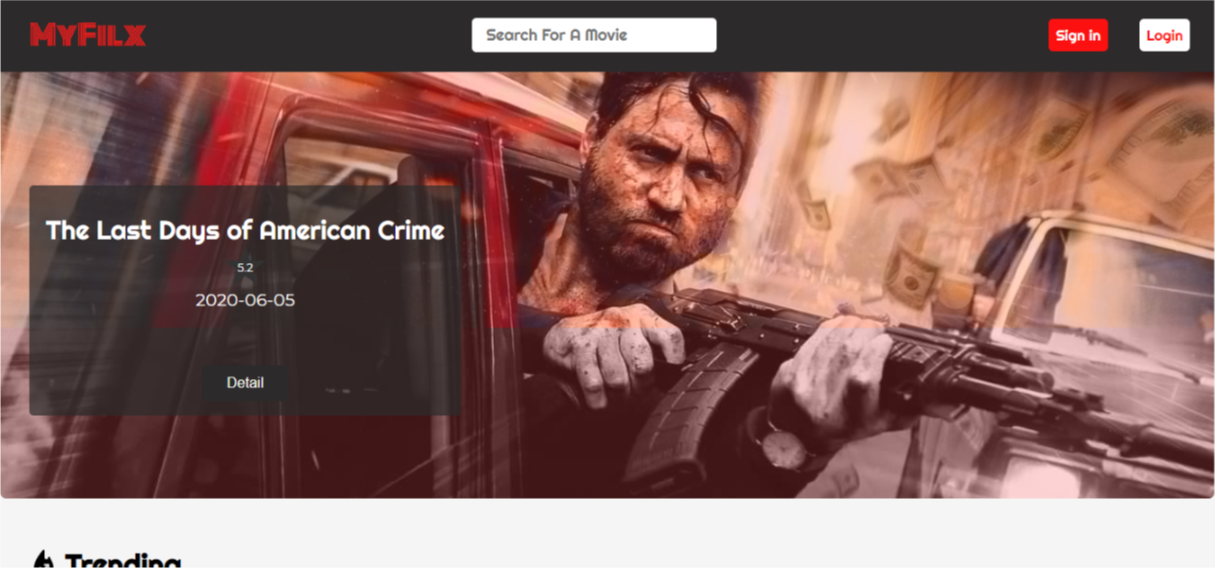 MyFilx
Search For A Movie
Sign in
Login
The Last Days of American Crime
5.2
2020-06-05
Detail
Trending